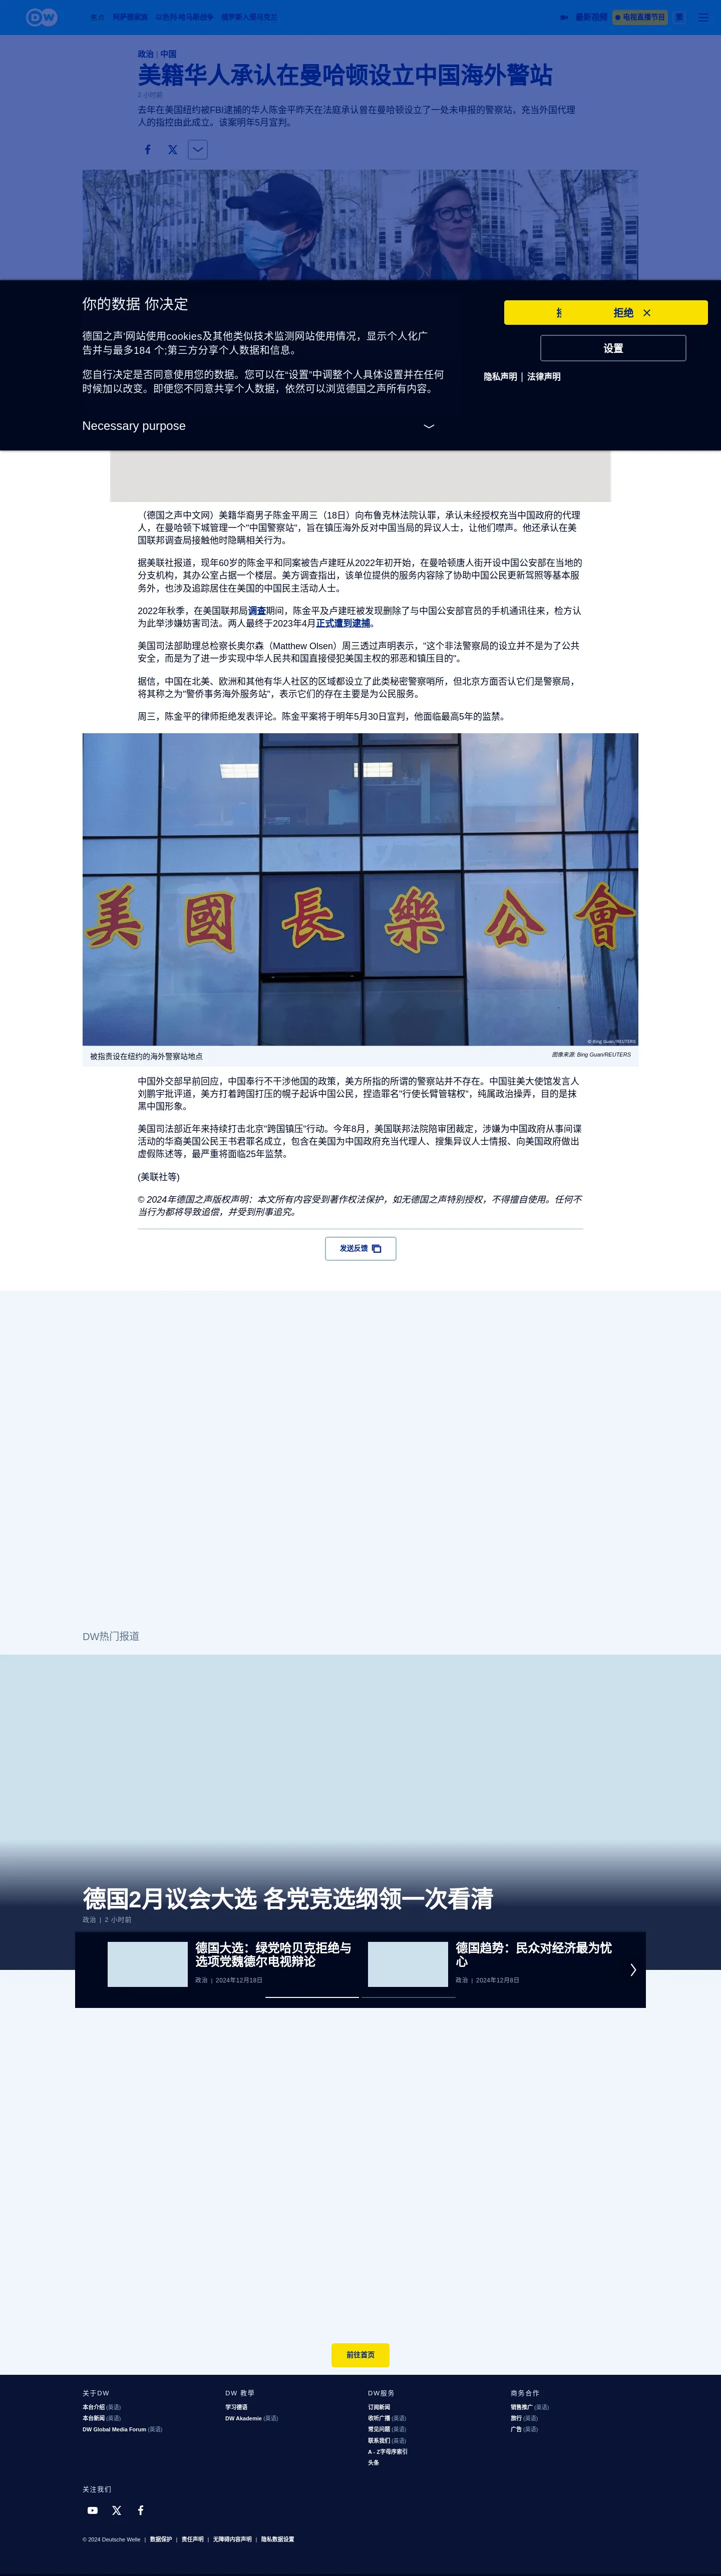 DW
焦点 阿萨德家族 以色列-哈马斯战争 俄罗斯入侵乌克兰
最新视频 电视直播节目 繁
政治 | 中国
美籍华人承认在曼哈顿设立中国海外警站
2 小时前
去年在美国纽约被FBI逮捕的华人陈金平昨天在法庭承认曾在曼哈顿设立了一处未申报的警察站，充当外国代理
人的指控由此成立。该案明年5月宣判。
你的数据 你决定
拒绝
德国之声'网站使用cookies及其他类似技术监测网站使用情况，显示个人化广
告并与最多184 个;第三方分享个人数据和信息。
设置
您自行决定是否同意使用您的数据。您可以在"设置"中调整个人具体设置并在任何
时候加以改变。即便您不同意共享个人数据，依然可以浏览德国之声所有内容。
隐私声明 | 法律声明
Necessary purpose
（德国之声中文网）美籍华裔男子陈金平周三（18日）向布鲁克林法院认罪，承认未经授权充当中国政府的代理
人，在曼哈顿下城管理一个"中国警察站"，旨在镇压海外反对中国当局的异议人士，让他们噤声。他还承认在美
国联邦调查局接触他时隐瞒相关行为。
据美联社报道，现年60岁的陈金平和同案被告卢建旺从2022年初开始，在曼哈顿唐人街开设中国公安部在当地的
分支机构，其办公室占据一个楼层。美方调查指出，该单位提供的服务内容除了协助中国公民更新驾照等基本服
务外，也涉及追踪居住在美国的中国民主活动人士。
2022年秋季，在美国联邦局调查期间，陈金平及卢建旺被发现删除了与中国公安部官员的手机通讯往来，检方认
为此举涉嫌妨害司法。两人最终于2023年4月正式遭到逮捕。
美国司法部助理总检察长奥尔森（Matthew Olsen）周三透过声明表示，"这个非法警察局的设立并不是为了公共
安全，而是为了进一步实现中华人民共和国直接侵犯美国主权的邪恶和镇压目的"。
据信，中国在北美、欧洲和其他有华人社区的区域都设立了此类秘密警察哨所，但北京方面否认它们是警察局，
将其称之为"警侨事务海外服务站"，表示它们的存在主要是为公民服务。
周三，陈金平的律师拒绝发表评论。陈金平案将于明年5月30日宣判，他面临最高5年的监禁。
美國長樂公會
© Bing Guan/REUTERS
被指责设在纽约的海外警察站地点
图像来源: Bing Guan/REUTERS
中国外交部早前回应，中国奉行不干涉他国的政策，美方所指的所谓的警察站并不存在。中国驻美大使馆发言人
刘鹏宇批评道，美方打着跨国打压的幌子起诉中国公民，捏造罪名"行使长臂管辖权"，纯属政治操弄，目的是抹
黑中国形象。
美国司法部近年来持续打击北京"跨国镇压"行动。今年8月，美国联邦法院陪审团裁定，涉嫌为中国政府从事间谍
活动的华裔美国公民王书君罪名成立，包含在美国为中国政府充当代理人、搜集异议人士情报、向美国政府做出
虚假陈述等，最严重将面临25年监禁。
(美联社等)
© 2024年德国之声版权声明：本文所有内容受到著作权法保护，如无德国之声特别授权，不得擅自使用。任何不
当行为都将导致追偿，并受到刑事追究。
发送反馈
DW热门报道
德国2月议会大选 各党竞选纲领一次看清
政治 | 2 小时前
德国大选：绿党哈贝克拒绝与
选项党魏德尔电视辩论
政治 | 2024年12月18日
德国趋势：民众对经济最为忧
心
政治 | 2024年12月8日
前往首页
关于DW
本台介绍 (英语)
本台新闻 (英语)
DW Global Media Forum (英语)
DW 教學
学习德语
DW Akademie (英语)
DW服务
订阅新闻
收听广播 (英语)
常见问题 (英语)
联系我们 (英语)
A - Z字母序索引
头条
商务合作
销售推广 (英语)
旅行 (英语)
广告 (英语)
关注我们
© 2024 Deutsche Welle | 数据保护 | 责任声明 | 无障碍内容声明 | 隐私数据设置